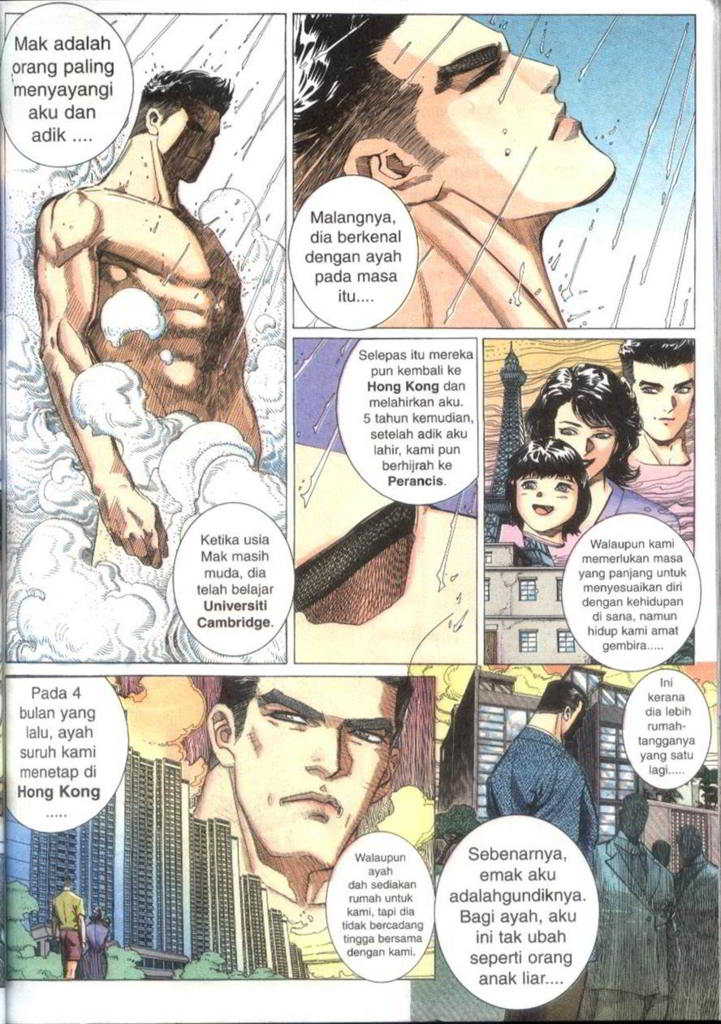 Mak adalah
orang paling
menyayangi
aku dan
adik ....
Ketika usia
Mak masih
muda, dia
telah belajar
Universiti
Cambridge.
Malangnya,
dia berkenal
dengan ayah
pada masa
itu....
Selepas itu mereka
pun kembali ke
Hong Kong dan
melahirkan aku.
5 tahun kemudian,
setelah adik aku
lahir, kami pun
berhijrah ke
Perancis.
Walaupun kami
memerlukan masa
yang panjang untuk
menyesuaikan diri
dengan kehidupan
di sana, namun
hidup kami amat
gembira.....
Pada 4
bulan yang
lalu, ayah
suruh kami
menetap di
Hong Kong
.....
Walaupun
ayah
dah sediakan
rumah untuk
kami, tapi dia
tidak bercadang
tingga bersama
dengan kami.
Ini
kerana
dia lebih
rumah-
tangganya
yang satu
lagi.....
Sebenarnya,
emak aku
adalahgundiknya.
Bagi ayah, aku
ini tak ubah
seperti orang
anak liar....